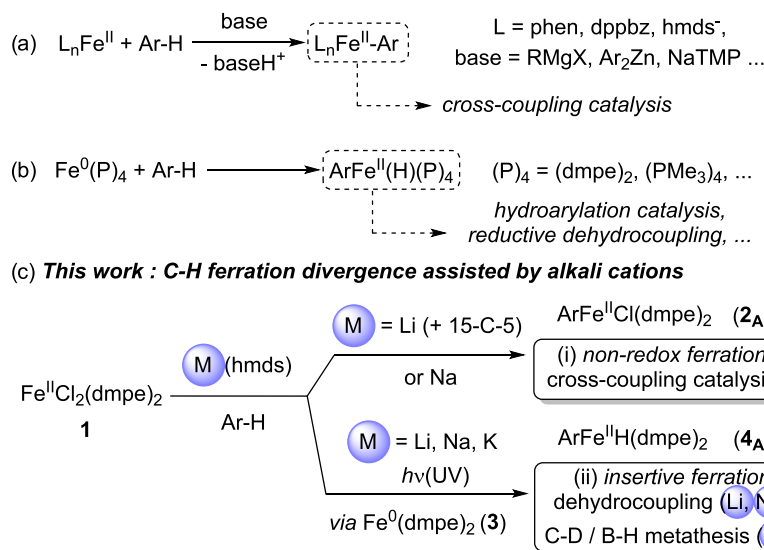 (a) LₙFeᴵᴵ + Ar-H base - baseH⁺ LₙFeᴵᴵ-Ar
L = phen, dppbz, hmds⁻,
base = RMgX, Ar₂Zn, NaTMP ...
cross-coupling catalysis
(b) Fe⁰(P)₄ + Ar-H ArFeᴵᴵ(H)(P)₄ (P)₄ = (dmpe)₂, (PMe₃)₄, ...
hydroarylation catalysis,
reductive dehydrocoupling, ...
(c) This work : C-H ferration divergence assisted by alkali cations
FeᴵᴵCl₂(dmpe)₂
1
M(hmds)
Ar-H
M = Li (+ 15-C-5)
or Na
ArFeᴵᴵCl(dmpe)₂ (2A
(i) non-redox ferration
cross-coupling catalysis
M = Li, Na, K
hν(UV)
via Fe⁰(dmpe)₂ (3)
ArFeᴵᴵH(dmpe)₂ (4A
(ii) insertive ferration
dehydrocoupling (Li,
C-D / B-H metathesis (